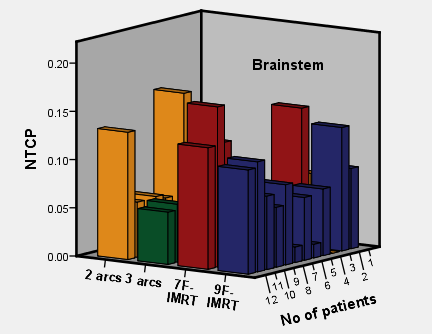 Brainstem
NTCP
0.20
0.15
0.10
0.05
0.00
2 arcs 3 arcs 7F-IMRT 9F-IMRT
12 11 10 9 8 7 6 5 4 3 2 1
No of patients